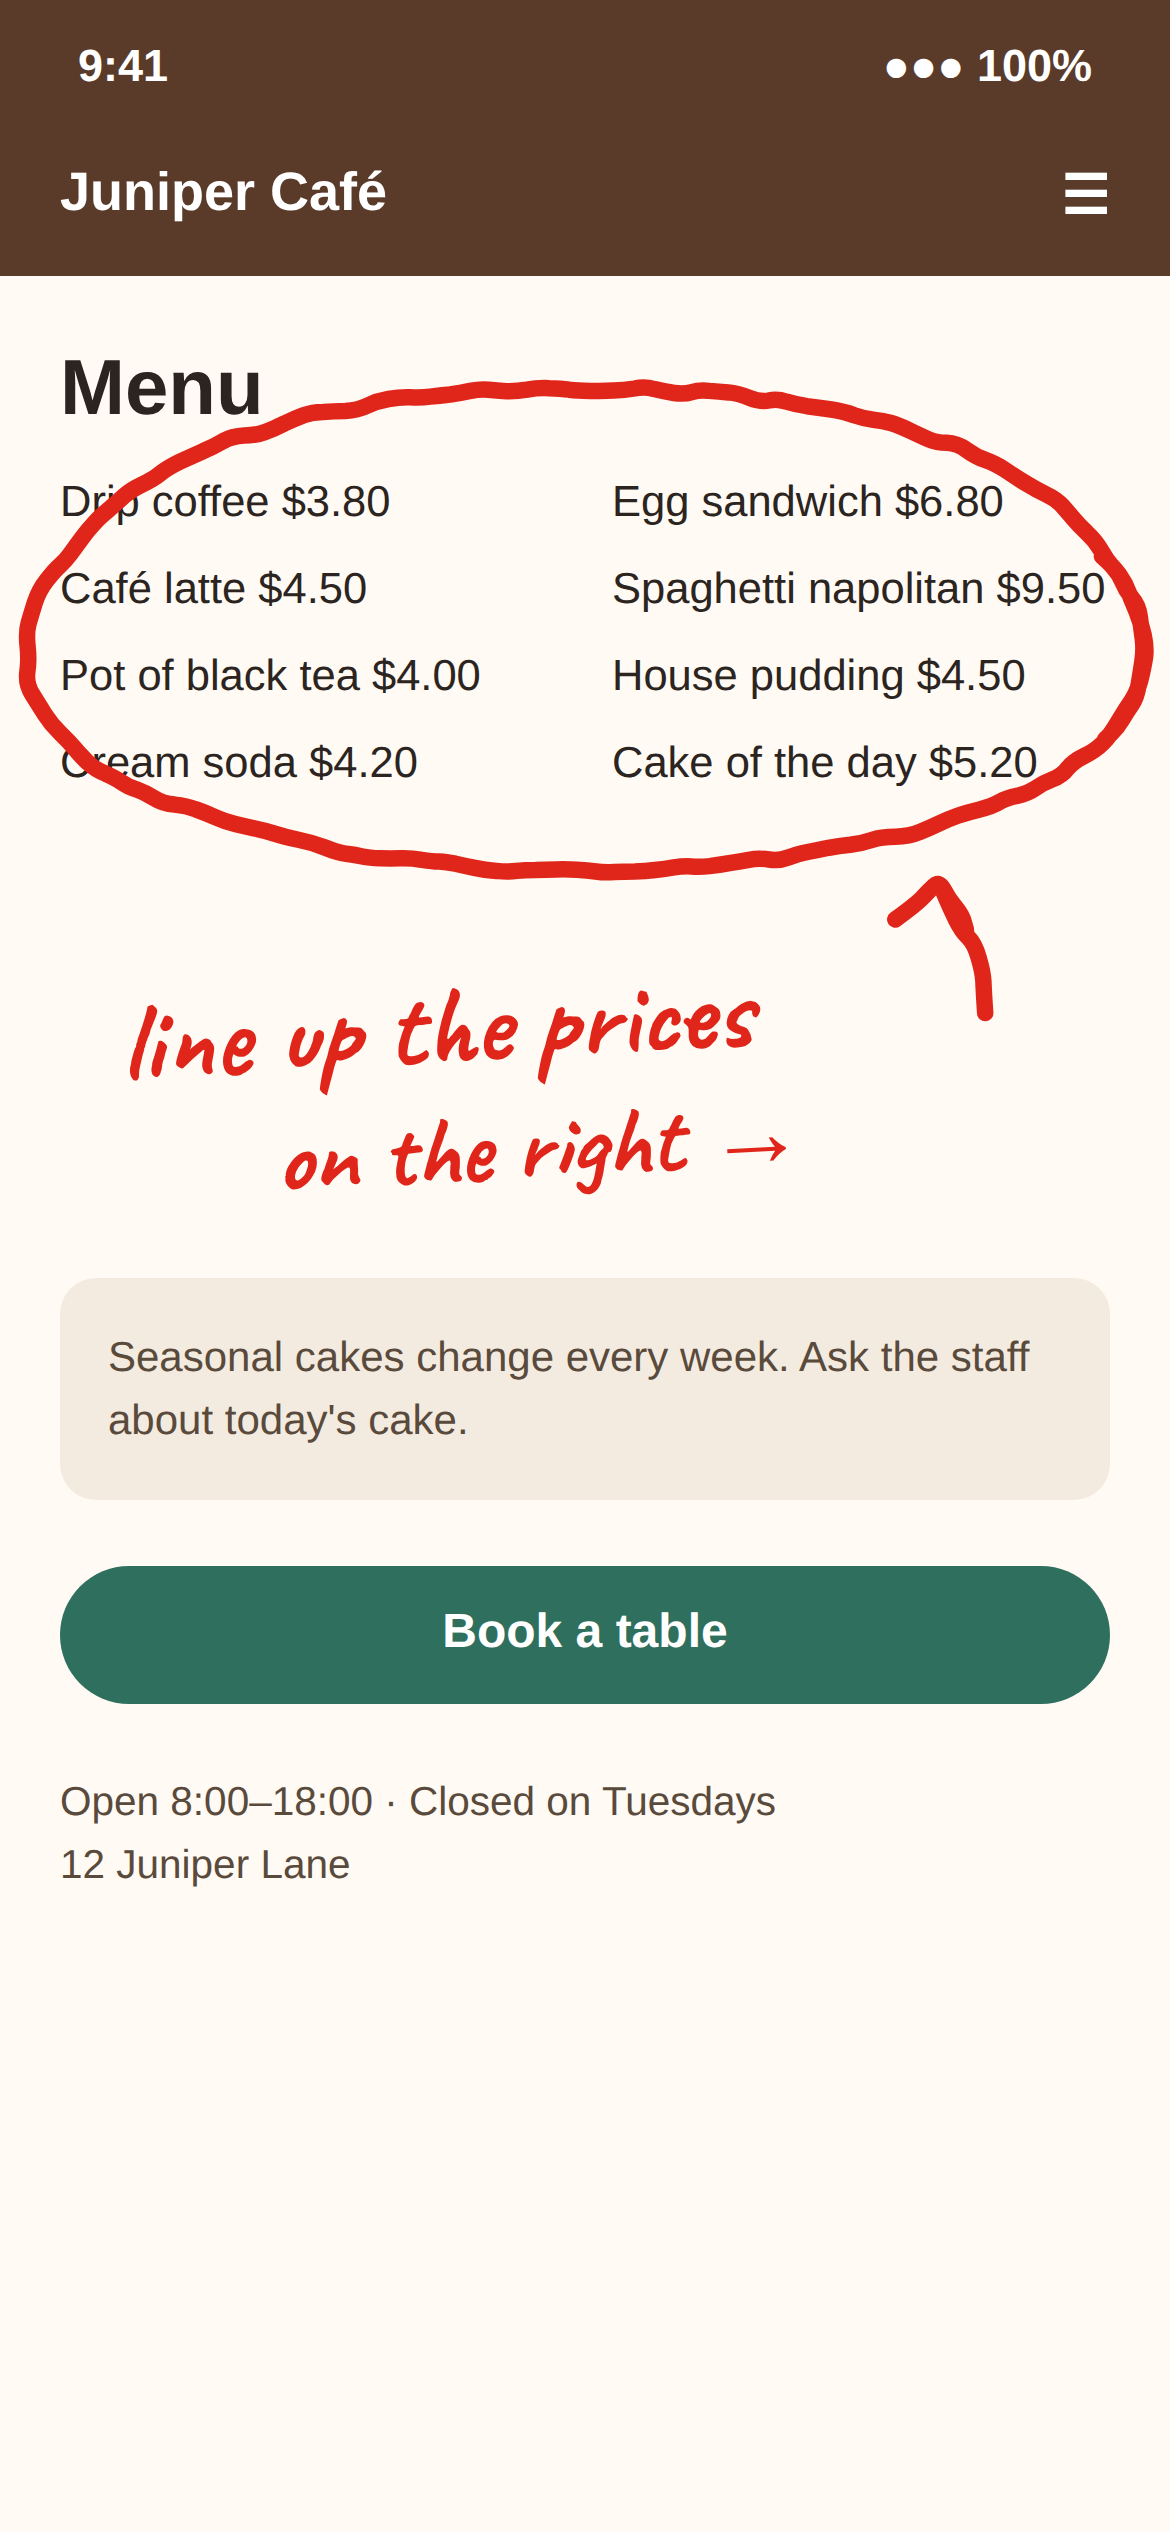 9:41 ●●● 100%
Juniper Café ☰
Menu
Drip coffee $3.80
Café latte $4.50
Pot of black tea $4.00
Cream soda $4.20
Egg sandwich $6.80
Spaghetti napolitan $9.50
House pudding $4.50
Cake of the day $5.20
line up the prices
on the right →
Seasonal cakes change every week. Ask the staff
about today's cake.
Book a table
Open 8:00–18:00 · Closed on Tuesdays
12 Juniper Lane